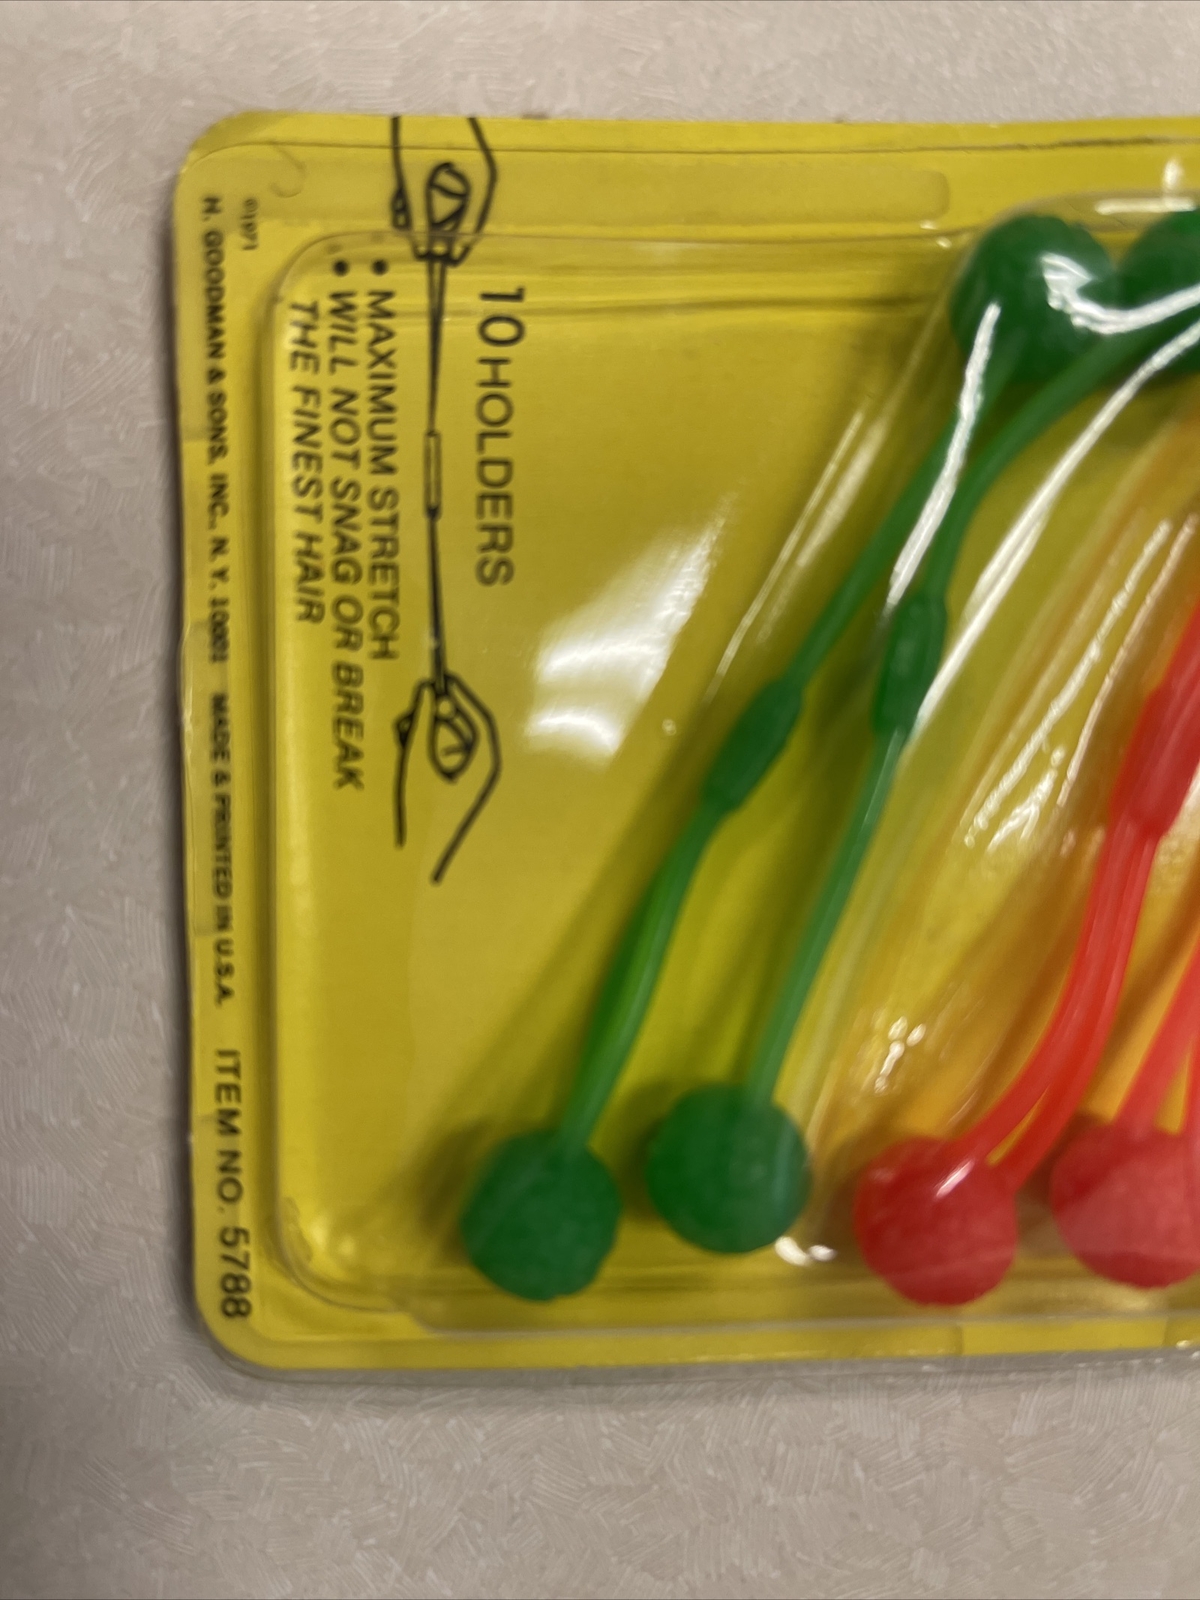 10 HOLDERS
• MAXIMUM STRETCH
• WILL NOT SNAG OR BREAK
THE FINEST HAIR
©1971
H. GOODMAN & SONS, INC., N. Y. 10001 MADE & PRINTED IN U.S.A. ITEM NO. 5788